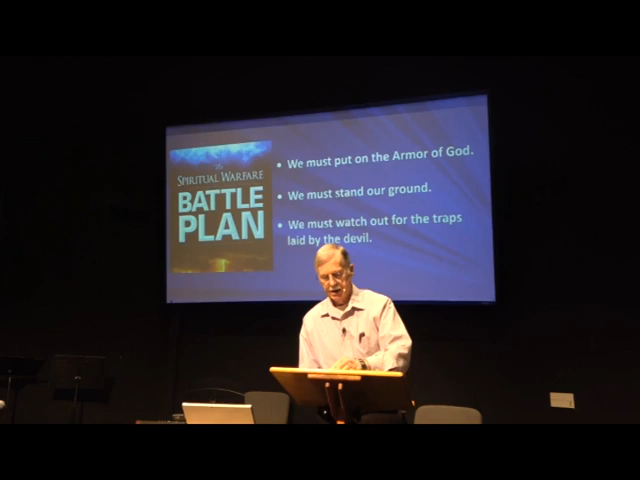 The
SPIRITUAL WARFARE
BATTLE
PLAN
• We must put on the Armor of God.
• We must stand our ground.
• We must watch out for the traps
laid by the devil.